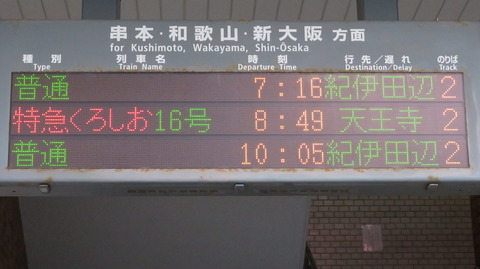 串本・和歌山・新大阪 方面
for Kushimoto, Wakayama, Shin-Ōsaka
種別 列車名 時刻 行先/遅れ のりば
Type Train Name Departure Time Destination/Delay Track
普通 7:16 紀伊田辺 2
特急くろしお16号 8:49 天王寺 2
普通 10:05 紀伊田辺 2